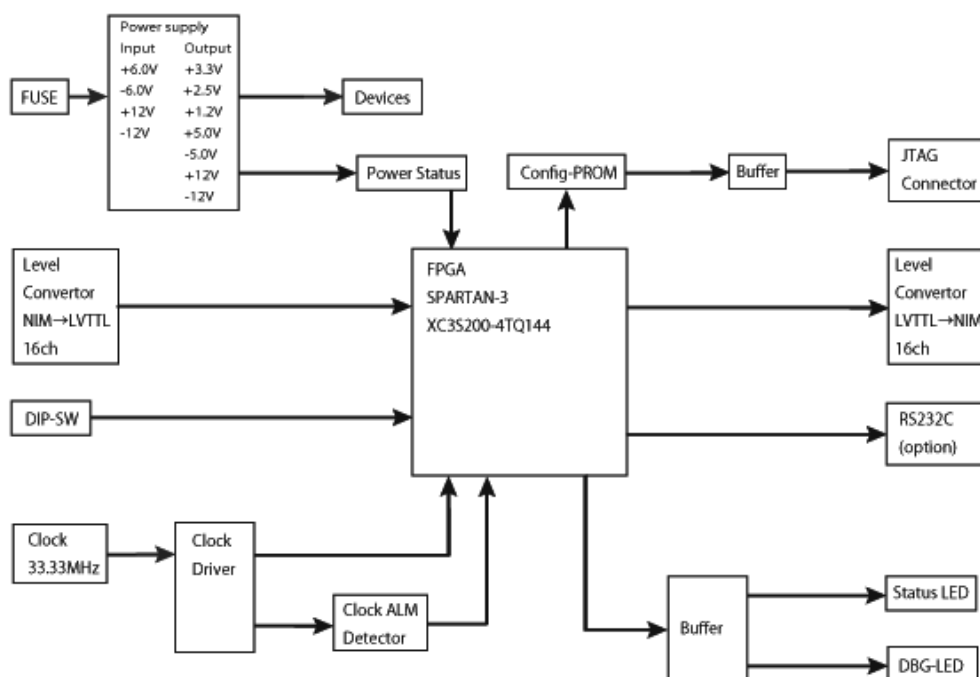 Power supply
Input Output
+6.0V +3.3V
-6.0V +2.5V
+12V +1.2V
-12V +5.0V
-5.0V
+12V
-12V
FUSE
Devices
Power Status
Config-PROM
Buffer
JTAG
Connector
Level
Convertor
NIM→LVTTL
16ch
FPGA
SPARTAN-3
XC3S200-4TQ144
Level
Convertor
LVTTL→NIM
16ch
DIP-SW
RS232C
(option)
Clock
33.33MHz
Clock
Driver
Clock ALM
Detector
Buffer
Status LED
DBG-LED